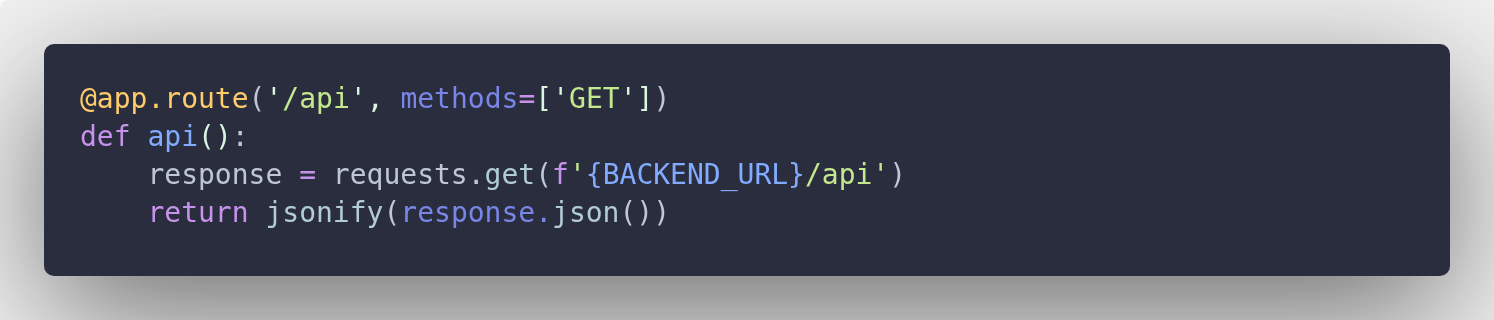 @app.route('/api', methods=['GET'])
def api():
    response = requests.get(f'{BACKEND_URL}/api')
    return jsonify(response.json())